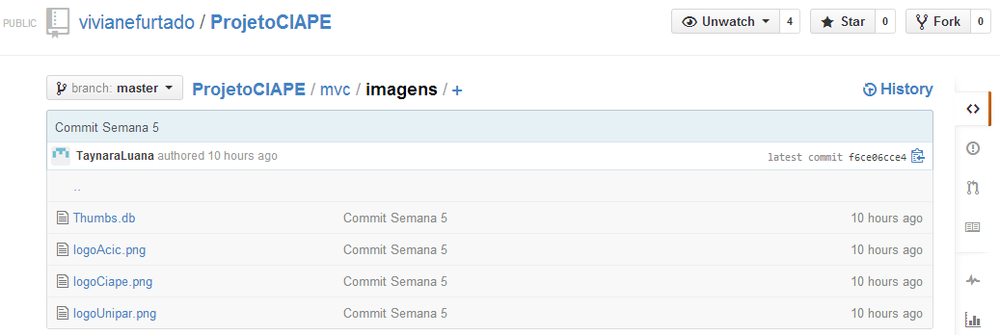 PUBLIC vivianefurtado / ProjetoCIAPE Unwatch 4 Star 0 Fork 0
branch: master ProjetoCIAPE / mvc / imagens / + History
Commit Semana 5
TaynaraLuana authored 10 hours ago latest commit f6ce06cce4
..
Thumbs.db Commit Semana 5 10 hours ago
logoAcic.png Commit Semana 5 10 hours ago
logoCiape.png Commit Semana 5 10 hours ago
logoUnipar.png Commit Semana 5 10 hours ago